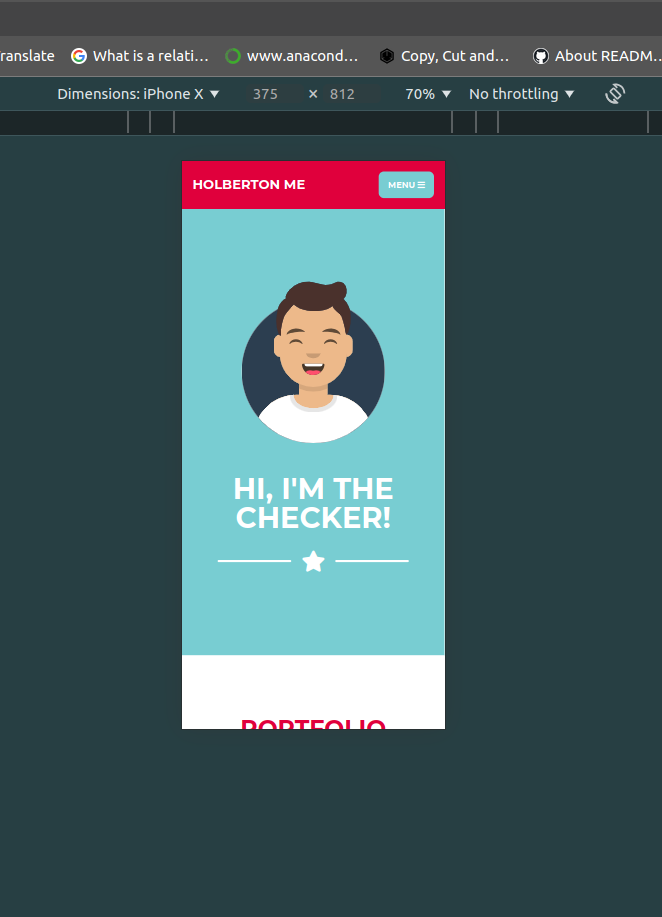 ranslate What is a relati… www.anacond… Copy, Cut and… About READM…
Dimensions: iPhone X 375 × 812 70% No throttling
HOLBERTON ME MENU
HI, I'M THE
CHECKER!
PORTFOLIO